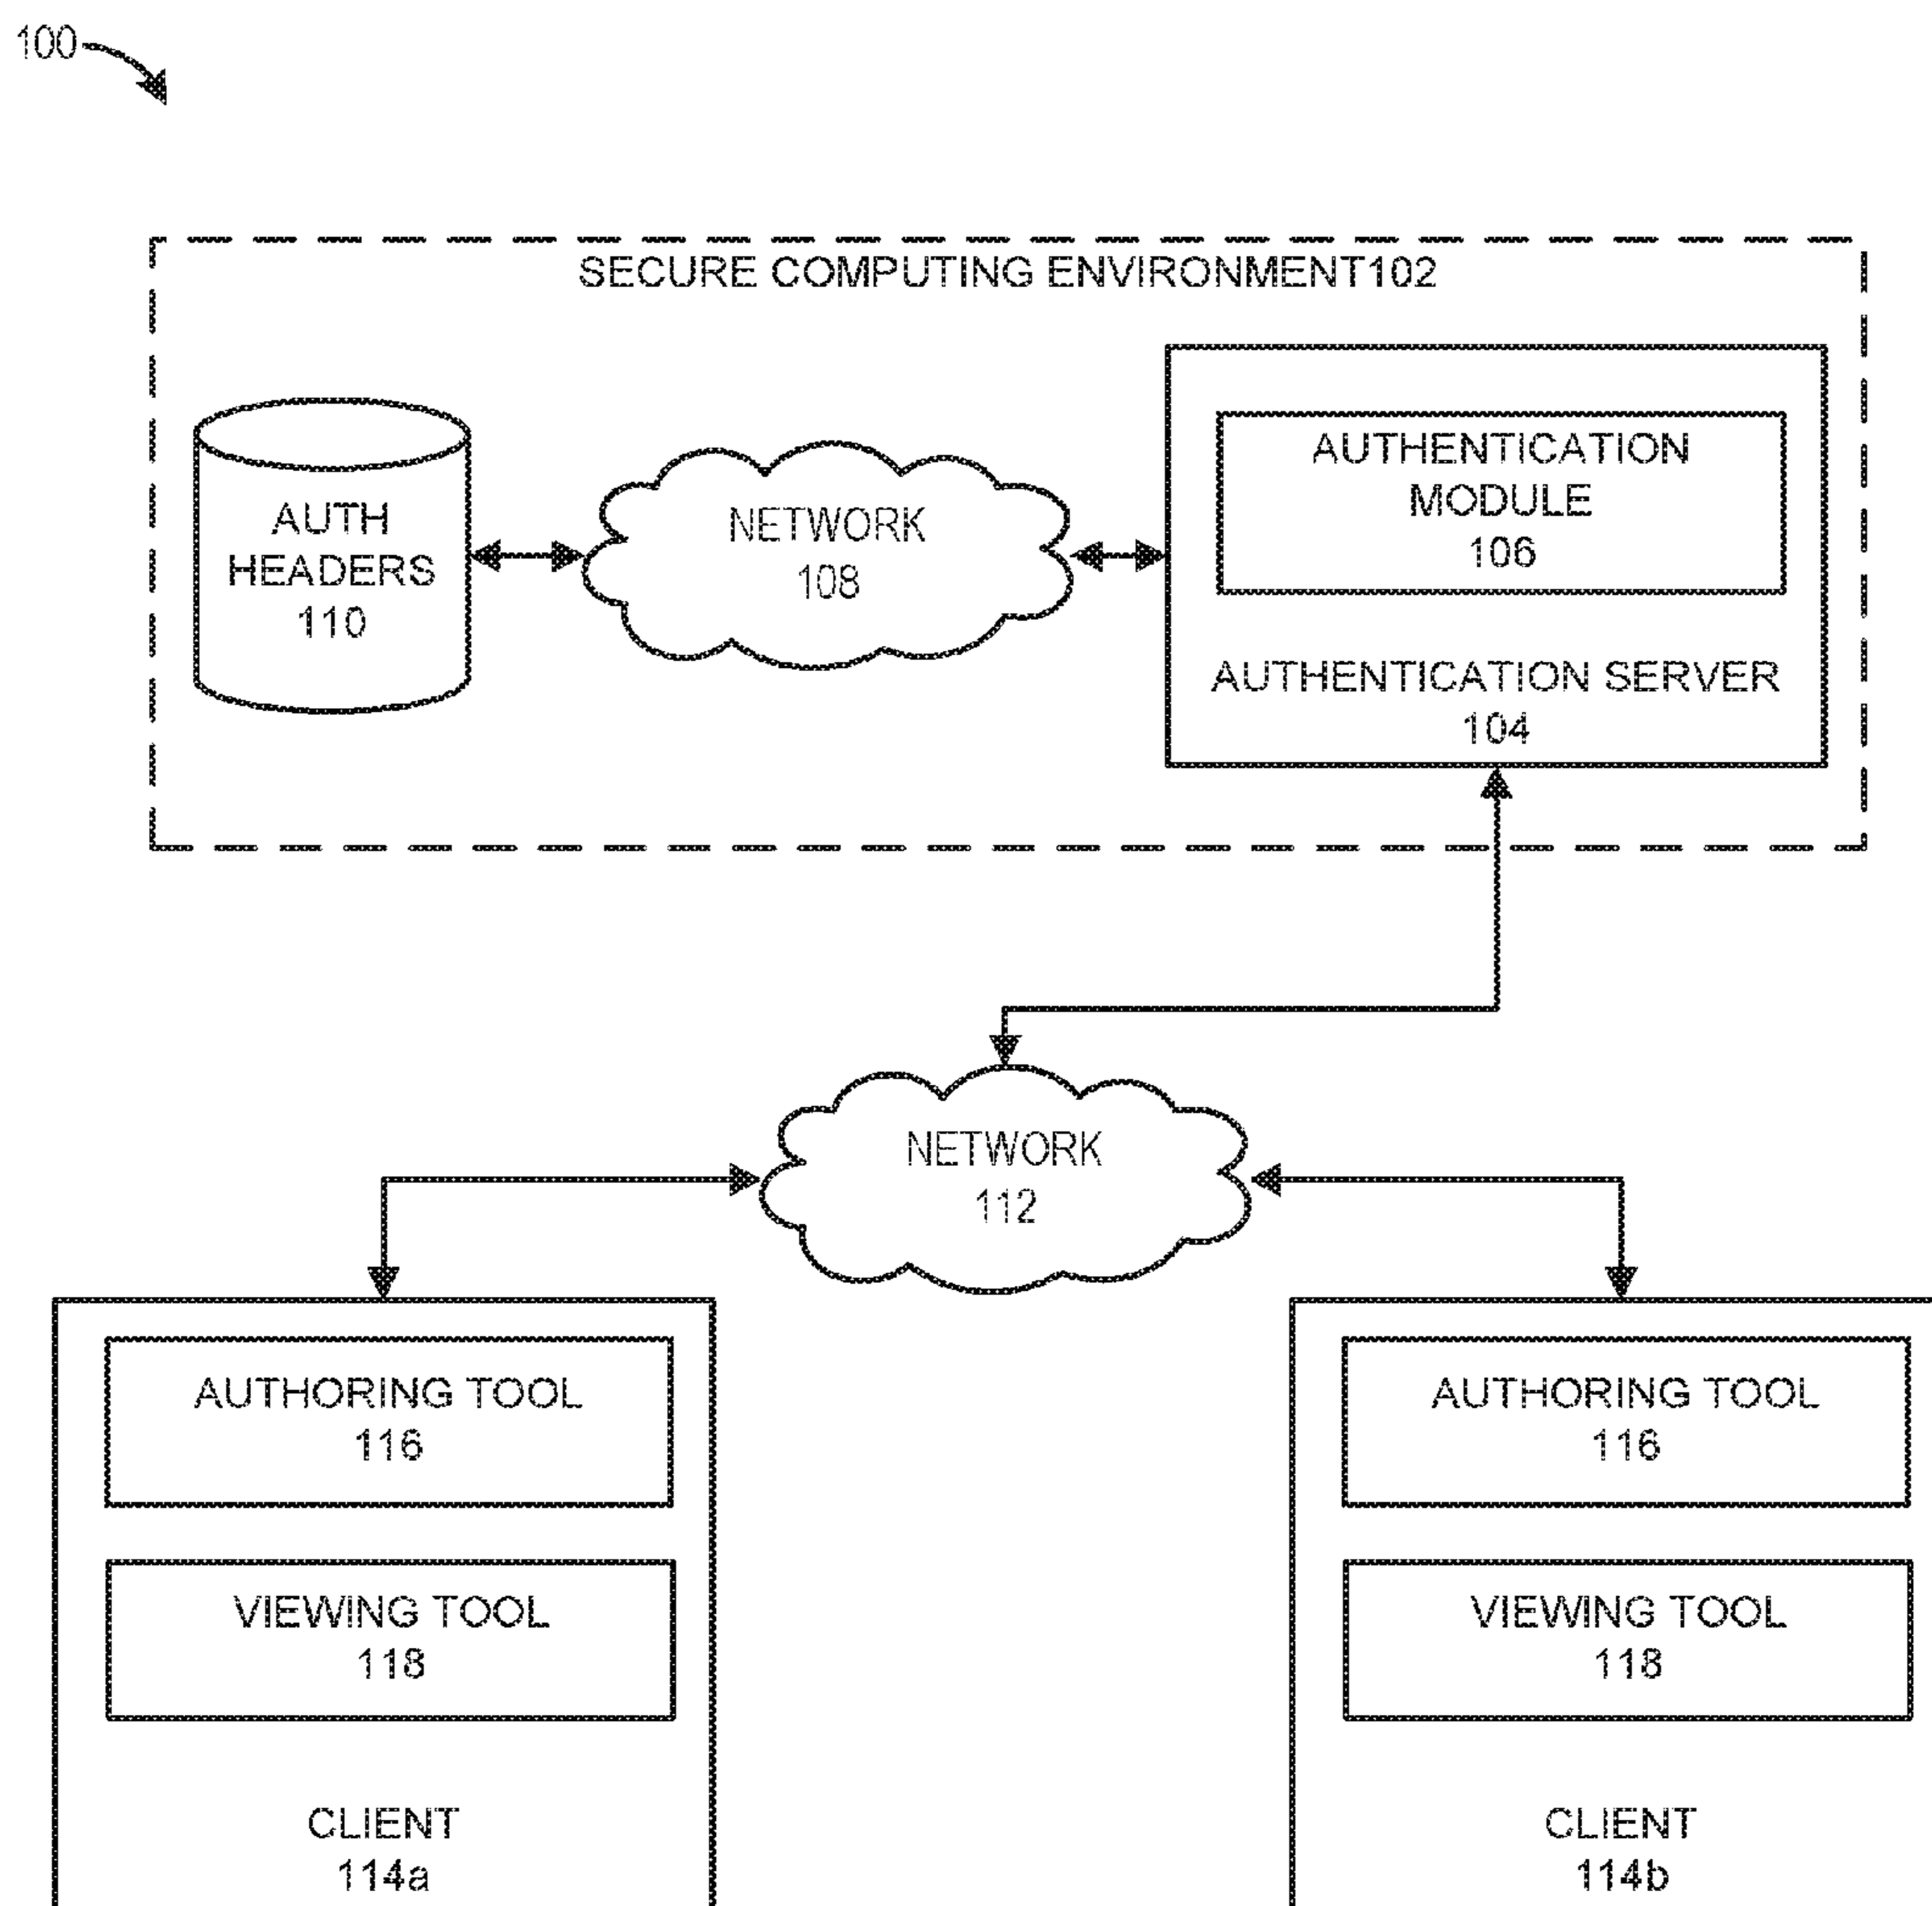 100
SECURE COMPUTING ENVIRONMENT102
AUTH
HEADERS
110
NETWORK
108
AUTHENTICATION
MODULE
106
AUTHENTICATION SERVER
104
NETWORK
112
AUTHORING TOOL
116
VIEWING TOOL
118
CLIENT
114a
AUTHORING TOOL
116
VIEWING TOOL
118
CLIENT
114b